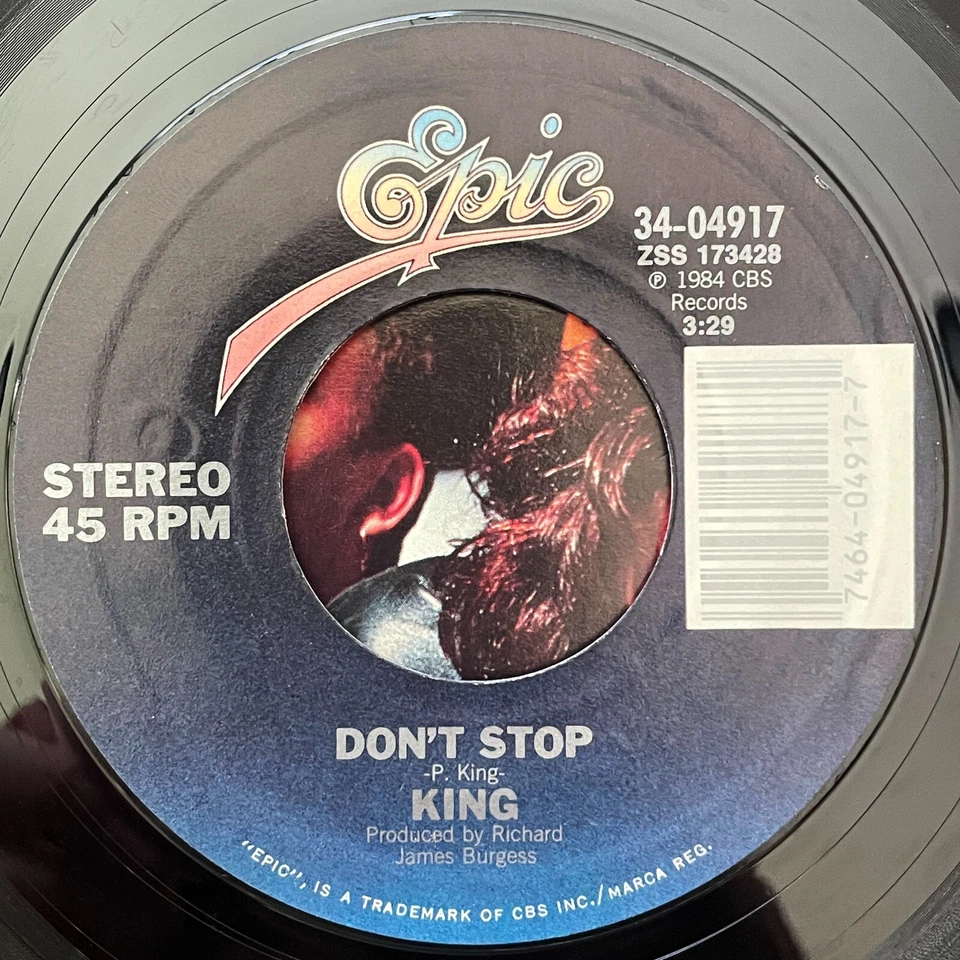 Epic
34-04917
ZSS 173428
℗ 1984 CBS
Records
3:29
7464-04917-7
STEREO
45 RPM
DON'T STOP
-P. King-
KING
Produced by Richard
James Burgess
"EPIC", IS A TRADEMARK OF CBS INC./MARCA REG.